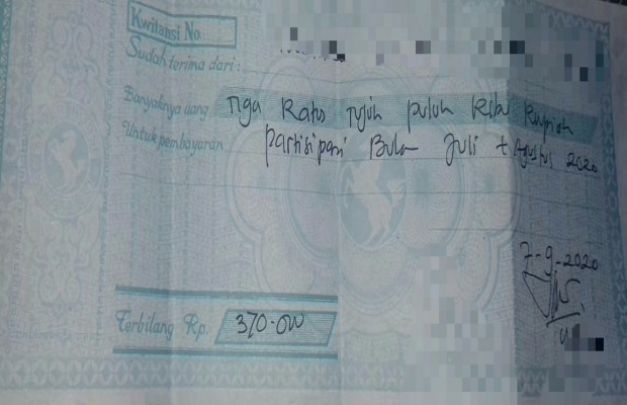 Kwitansi No
Sudah terima dari :
Banyaknya uang Tiga Ratus Tujuh puluh Ribu Rupiah
Untuk pembayaran partisipasi Bulan Juli + Agustus 2020
7-9-2020
Terbilang Rp. 370.000